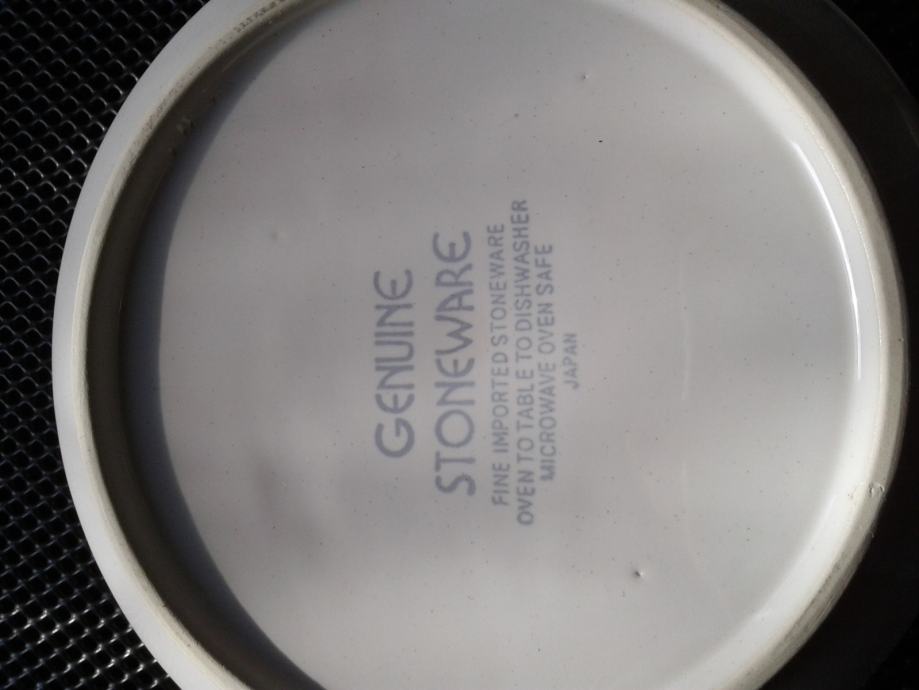 GENUINE
STONEWARE
FINE IMPORTED STONEWARE
OVEN TO TABLE TO DISHWASHER
MICROWAVE OVEN SAFE
JAPAN